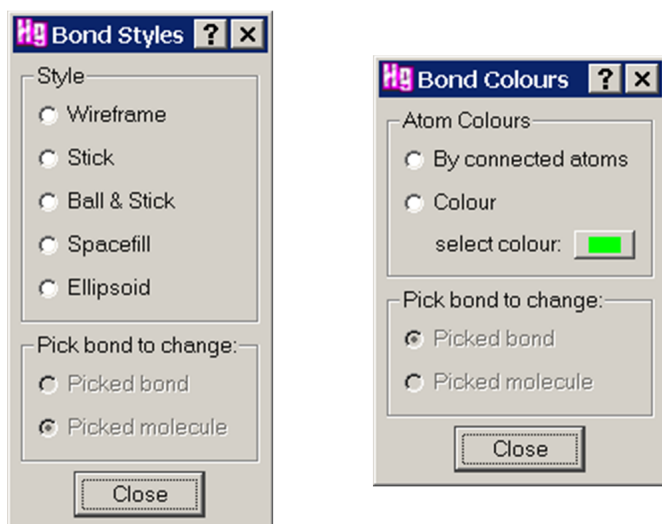 Hg Bond Styles ? ×
Style
Wireframe
Stick
Ball & Stick
Spacefill
Ellipsoid
Pick bond to change:
Picked bond
Picked molecule
Close
Hg Bond Colours ? ×
Atom Colours
By connected atoms
Colour
select colour:
Pick bond to change:
Picked bond
Picked molecule
Close